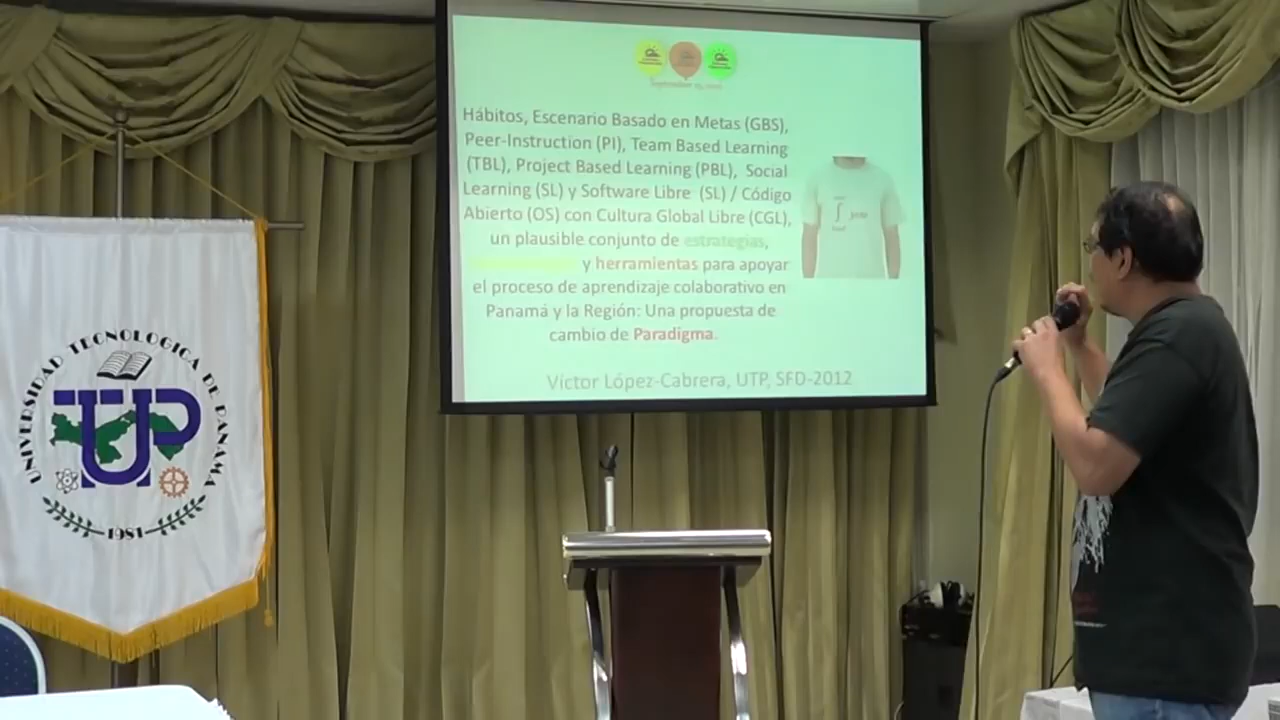 Hábitos, Escenario Basado en Metas (GBS),
Peer-Instruction (PI), Team Based Learning
(TBL), Project Based Learning (PBL), Social
Learning (SL) y Software Libre (SL) / Código
Abierto (OS) con Cultura Global Libre (CGL),
un plausible conjunto de estrategias,
y herramientas para apoyar
el proceso de aprendizaje colaborativo en
Panamá y la Región: Una propuesta de
cambio de Paradigma.
Víctor López-Cabrera, UTP, SFD-2012
UNIVERSIDAD TECNOLOGICA DE PANAMA
UTP
1981